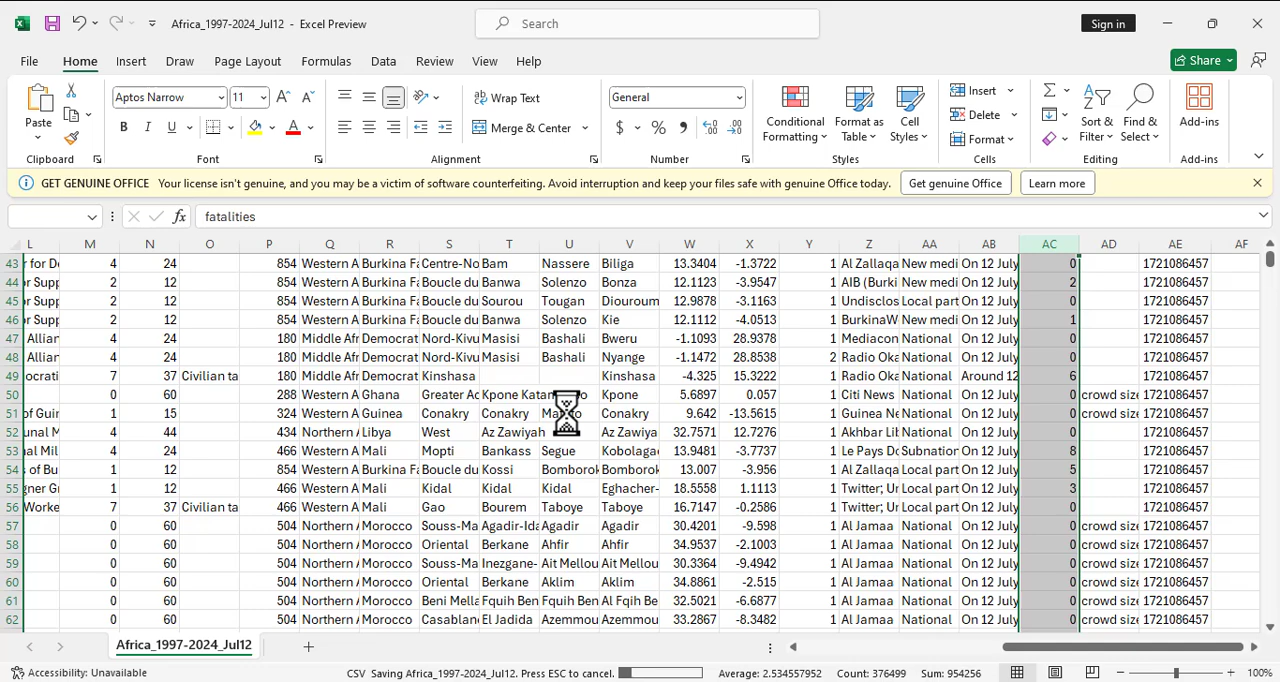 Africa_1997-2024_Jul12 - Excel Preview
Search
Sign in
File Home Insert Draw Page Layout Formulas Data Review View Help
Share
Paste
Aptos Narrow 11
B I U
Wrap Text
Merge & Center
General
Conditional Formatting
Format as Table
Cell Styles
Insert
Delete
Format
Sort & Filter
Find & Select
Add-ins
Clipboard Font Alignment Number Styles Cells Editing Add-ins
GET GENUINE OFFICE Your license isn't genuine, and you may be a victim of software counterfeiting. Avoid interruption and keep your files safe with genuine Office today. Get genuine Office Learn more
fx fatalities
L M N O P Q R S T U V W X Y Z AA AB AC AD AE AF
43 r for De 4 24 854 Western A Burkina Fa Centre-No Bam Nasere Biliga 13.3404 -1.3722 1 Al Zallaqa New medi On 12 July 0 1721086457
44 or Supp 2 12 854 Western A Burkina Fa Boucle du Banwa Solenzo Bonza 12.1123 -3.9547 1 AIB (Burki New medi On 12 July 2 1721086457
45 or Supp 2 12 854 Western A Burkina Fa Boucle du Sourou Tougan Diouroum 12.9878 -3.1163 1 Undisclos Local part On 12 July 0 1721086457
46 or Supp 2 12 854 Western A Burkina Fa Boucle du Banwa Solenzo Kie 12.1112 -4.0513 1 BurkinaW New medi On 12 July 1 1721086457
47 Allian 4 24 180 Middle Afr Democrat Nord-Kivu Masisi Bashali Bweru -1.1093 28.9378 1 Mediacon National On 12 July 0 1721086457
48 Allian 4 24 180 Middle Afr Democrat Nord-Kivu Masisi Bashali Nyange -1.1472 28.8538 2 Radio Oka National On 12 July 0 1721086457
49 ocrati 7 37 Civilian ta 180 Middle Afr Democrat Kinshasa Kinshasa -4.325 15.3222 1 Radio Oka National Around 12 6 1721086457
50 0 60 288 Western A Ghana Greater Ac Kpone Katan Kpone 5.6897 0.057 1 Citi News National On 12 July 0 crowd size 1721086457
51 of Guin 1 15 324 Western A Guinea Conakry Conakry Conakry 9.642 -13.5615 1 Guinea Ne National On 12 July 0 crowd size 1721086457
52 unal M 4 44 434 Northern A Libya West Az Zawiyah Az Zawiya 32.7571 12.7276 1 Akhbar Lib National On 12 July 0 1721086457
53 nal Mil 4 24 466 Western A Mali Mopti Bankass Segue Kobolaga 13.9481 -3.7737 1 Le Pays Do Subnation On 12 July 8 1721086457
54 s of Bu 1 12 854 Western A Burkina Fa Boucle du Kossi Bomborok Bomborok 13.007 -3.956 1 Al Zallaqa Local part On 12 July 5 1721086457
55 gner Gr 1 12 466 Western A Mali Kidal Kidal Kidal Eghacher- 18.5558 1.1113 1 Twitter; Un Local part On 12 July 3 1721086457
56 Worke 7 37 Civilian ta 466 Western A Mali Gao Bourem Taboye Taboye 16.7147 -0.2586 1 Twitter; Un Local part On 12 July 0 1721086457
57 0 60 504 Northern A Morocco Souss-Ma Agadir-Ida Agadir Agadir 30.4201 -9.598 1 Al Jamaa National On 12 July 0 crowd size 1721086457
58 0 60 504 Northern A Morocco Oriental Berkane Ahfir Ahfir 34.9537 -2.1003 1 Al Jamaa National On 12 July 0 crowd size 1721086457
59 0 60 504 Northern A Morocco Souss-Ma Inezgane- Ait Mellou Ait Mellou 30.3364 -9.4942 1 Al Jamaa National On 12 July 0 crowd size 1721086457
60 0 60 504 Northern A Morocco Oriental Berkane Aklim Aklim 34.8861 -2.515 1 Al Jamaa National On 12 July 0 crowd size 1721086457
61 0 60 504 Northern A Morocco Beni Mella Fquih Ben Fquih Ben Al Fqih Be 32.5021 -6.6877 1 Al Jamaa National On 12 July 0 crowd size 1721086457
62 0 60 504 Northern A Morocco Casablanc El Jadida Azemmou Azemmou 33.2867 -8.3482 1 Al Jamaa National On 12 July 0 crowd size 1721086457
Africa_1997-2024_Jul12
Accessibility: Unavailable CSV Saving Africa_1997-2024_Jul12. Press ESC to cancel. Average: 2.534557952 Count: 376499 Sum: 954256 100%